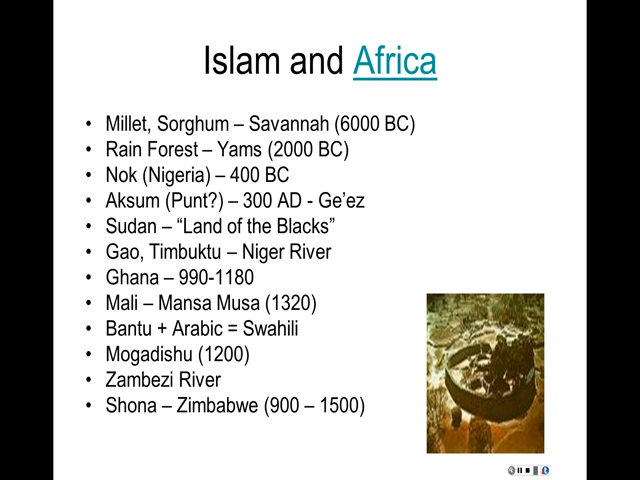 Islam and Africa
• Millet, Sorghum – Savannah (6000 BC)
• Rain Forest – Yams (2000 BC)
• Nok (Nigeria) – 400 BC
• Aksum (Punt?) – 300 AD - Ge’ez
• Sudan – “Land of the Blacks”
• Gao, Timbuktu – Niger River
• Ghana – 990-1180
• Mali – Mansa Musa (1320)
• Bantu + Arabic = Swahili
• Mogadishu (1200)
• Zambezi River
• Shona – Zimbabwe (900 – 1500)